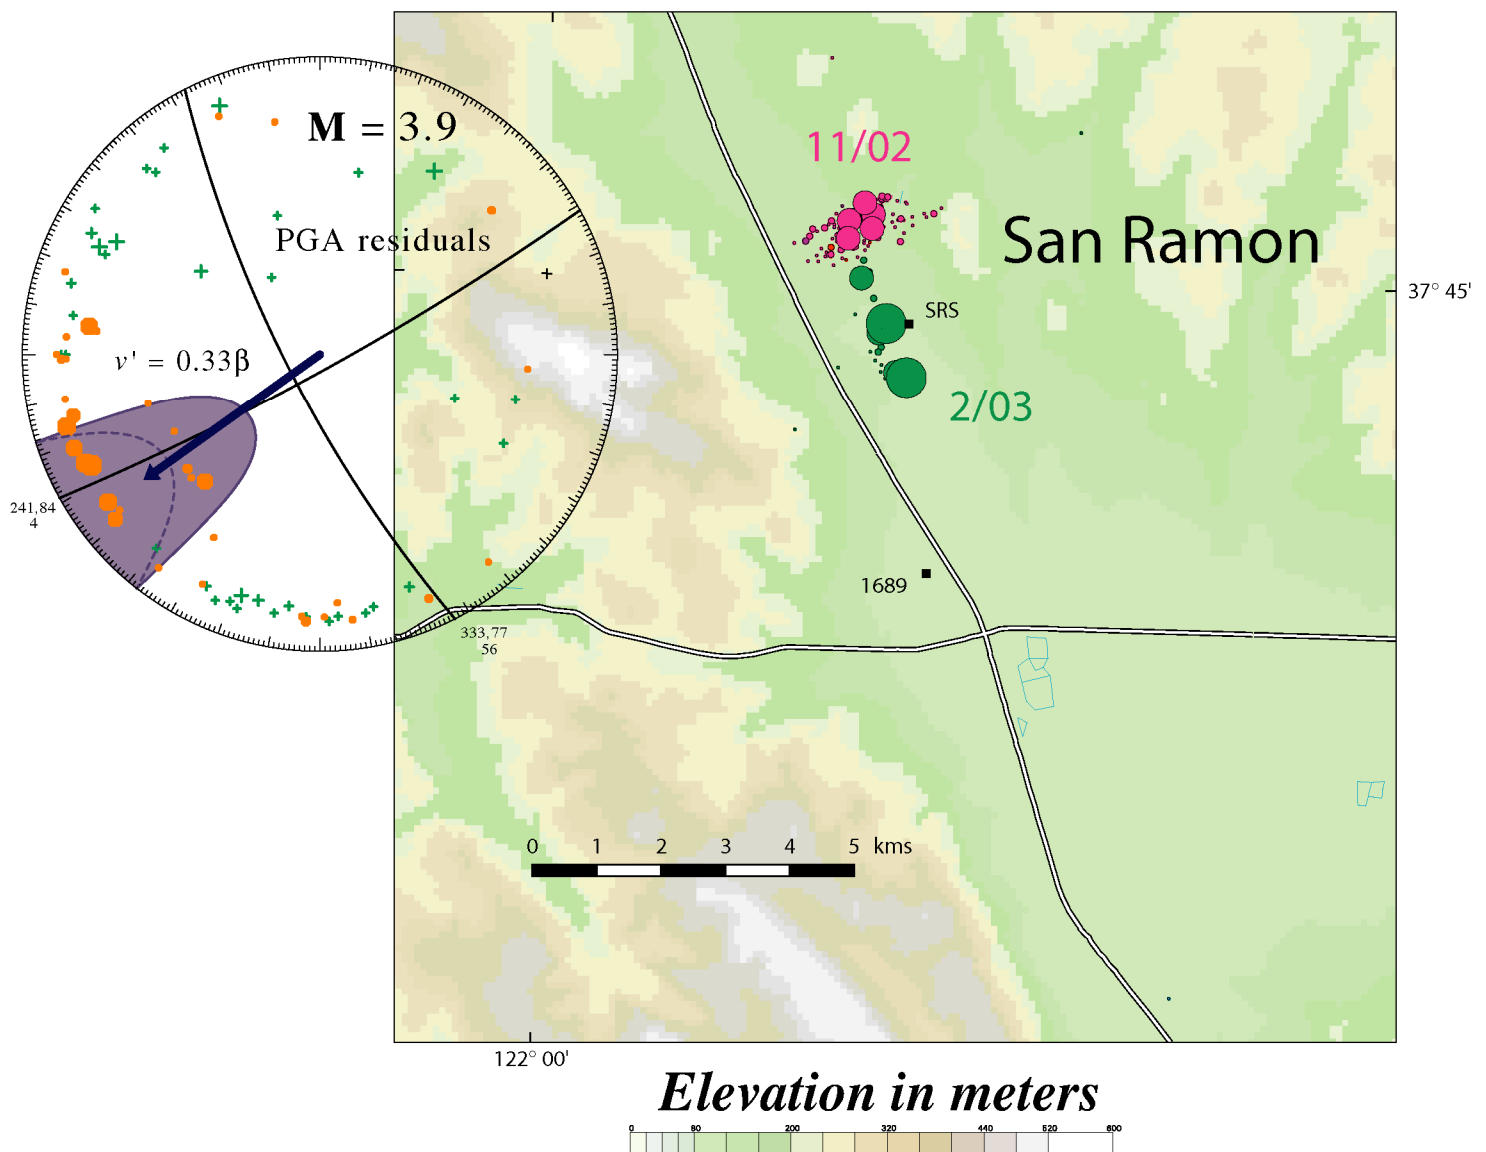 M = 3.9
11/02
PGA residuals
San Ramon
37° 45'
SRS
v' = 0.33β
2/03
241,84
4
1689
333,77
56
0 1 2 3 4 5 kms
122° 00'
Elevation in meters
0 80 200 320 440 520 600